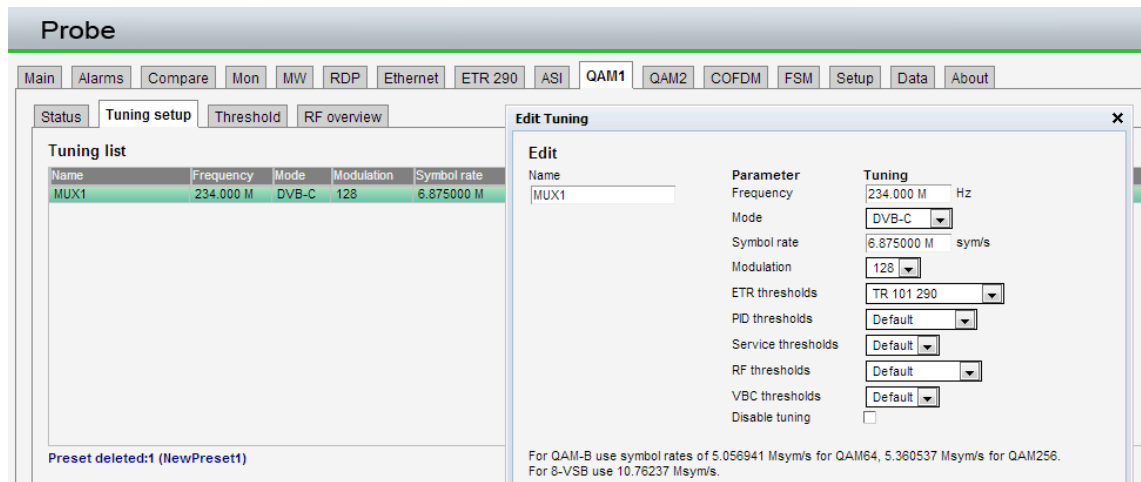 Probe
Main Alarms Compare Mon MW RDP Ethernet ETR 290 ASI QAM1 QAM2 COFDM FSM Setup Data About
Status Tuning setup Threshold RF overview
Tuning list
Name Frequency Mode Modulation Symbol rate
MUX1 234.000 M DVB-C 128 6.875000 M
Preset deleted:1 (NewPreset1)
Edit Tuning x
Edit
Name Parameter Tuning
MUX1 Frequency 234.000 M Hz
Mode DVB-C
Symbol rate 6.875000 M sym/s
Modulation 128
ETR thresholds TR 101 290
PID thresholds Default
Service thresholds Default
RF thresholds Default
VBC thresholds Default
Disable tuning
For QAM-B use symbol rates of 5.056941 Msym/s for QAM64, 5.360537 Msym/s for QAM256.
For 8-VSB use 10.76237 Msym/s.